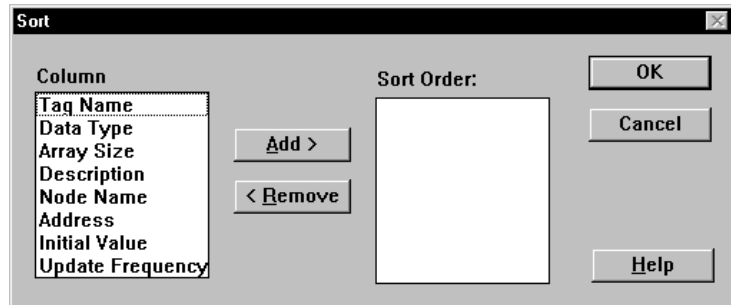 Sort
Column
Tag Name
Data Type
Array Size
Description
Node Name
Address
Initial Value
Update Frequency
Add >
< Remove
Sort Order:
OK
Cancel
Help